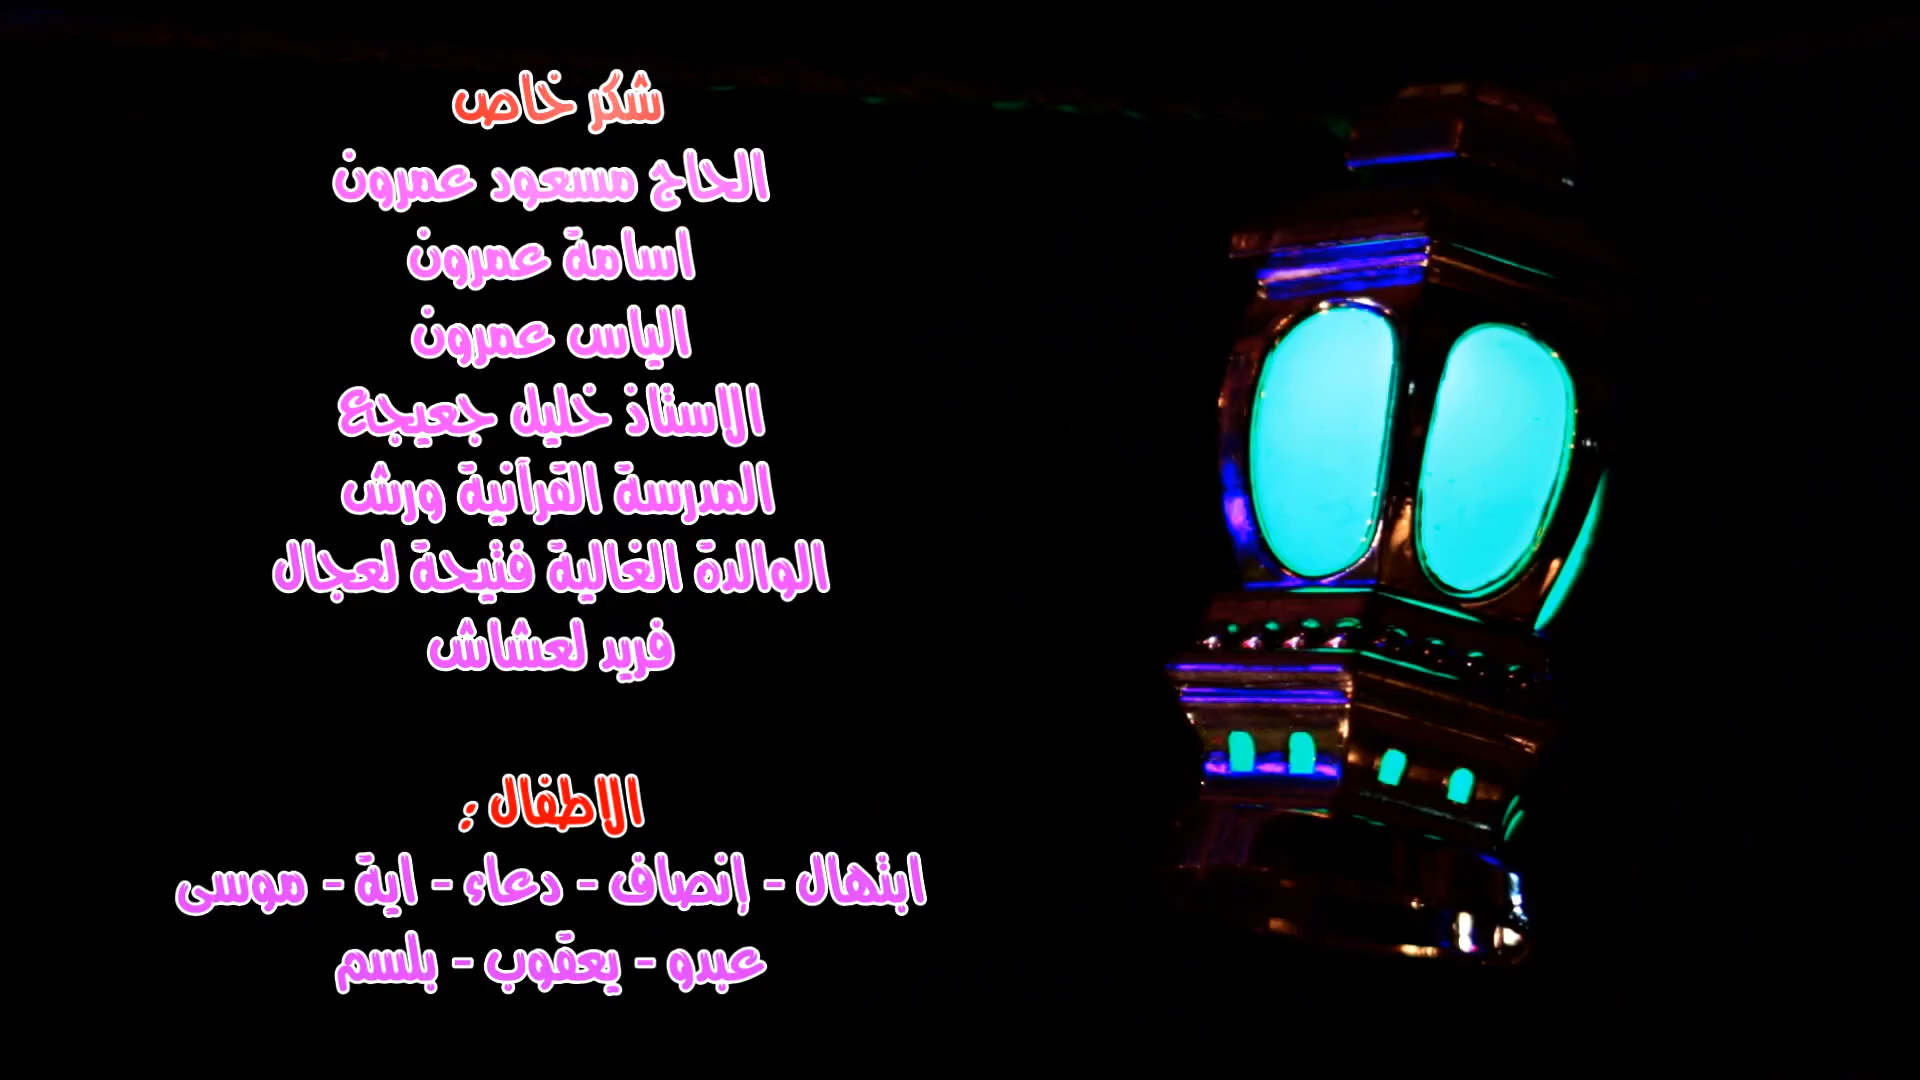 شكر خاص
الحاج مسعود عمرون
اسامة عمرون
الياس عمرون
الاستاذ خليل جعيجع
المدرسة القرآنية ورش
الوالدة الغالية فتيحة لعجال
فريد لعشاش
الاطفال :
ابتهال - إنصاف - دعاء - اية - موسى
عبدو - يعقوب - بلسم